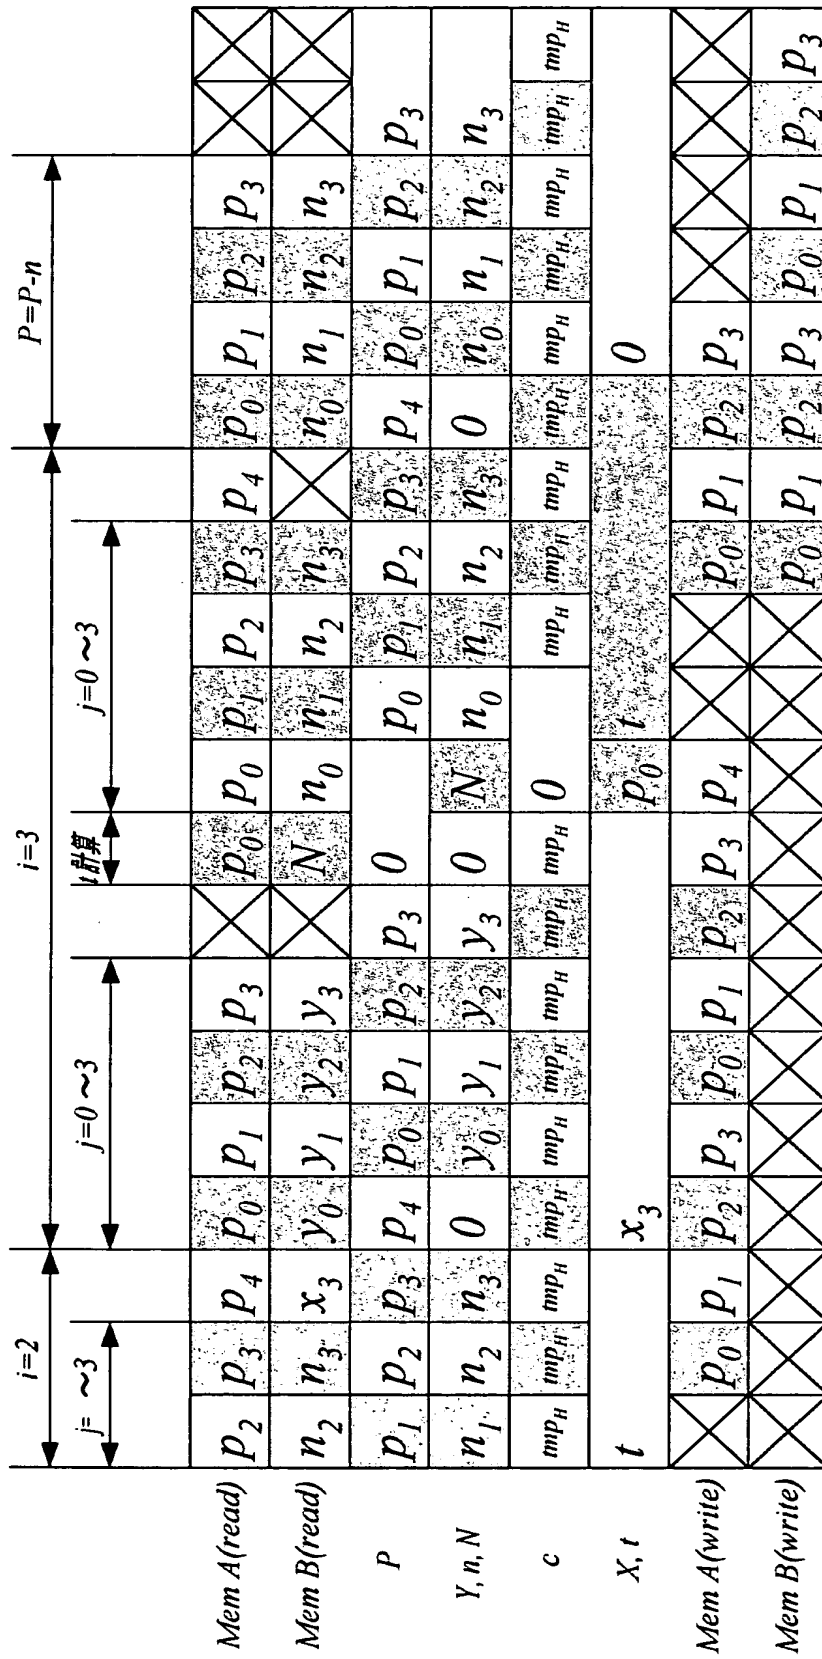 i=2 i=3 P=P-n
j= ~3 j=0~3 t計算 j=0~3
Mem A(read) p2 p3 p4 p0 p1 p2 p3 p0 p0 p1 p2 p3 p4 p0 p1 p2 p3
Mem B(read) n2 n3 x3 y0 y1 y2 y3 N n0 n1 n2 n3 n0 n1 n2 n3
P p1 p2 p3 p4 p0 p1 p2 p3 0 p0 p1 p2 p3 p4 p0 p1 p2 p3
Y, n, N n1 n2 n3 0 y0 y1 y2 y3 0 N n0 n1 n2 n3 0 n0 n1 n2 n3
c tmpH tmpH tmpH tmpH tmpH tmpH tmpH tmpH tmpH 0 tmpH tmpH tmpH tmpH tmpH tmpH tmpH tmpH tmpH
X, t t x3 p0 t 0
Mem A(write) p0 p1 p2 p3 p0 p1 p2 p3 p4 p0 p1 p2 p3
Mem B(write) p0 p1 p2 p3 p0 p1 p2 p3